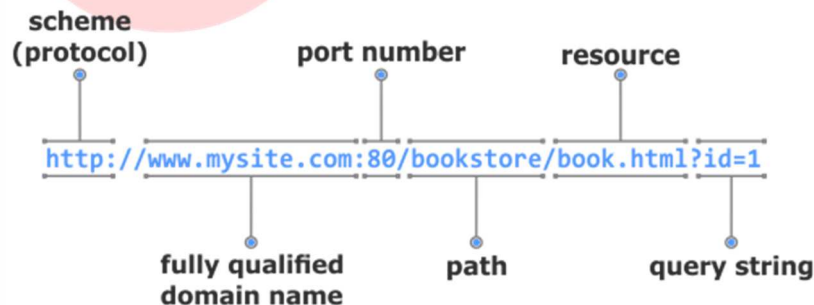 scheme
(protocol)
port number
resource
http://www.mysite.com:80/bookstore/book.html?id=1
fully qualified
domain name
path
query string